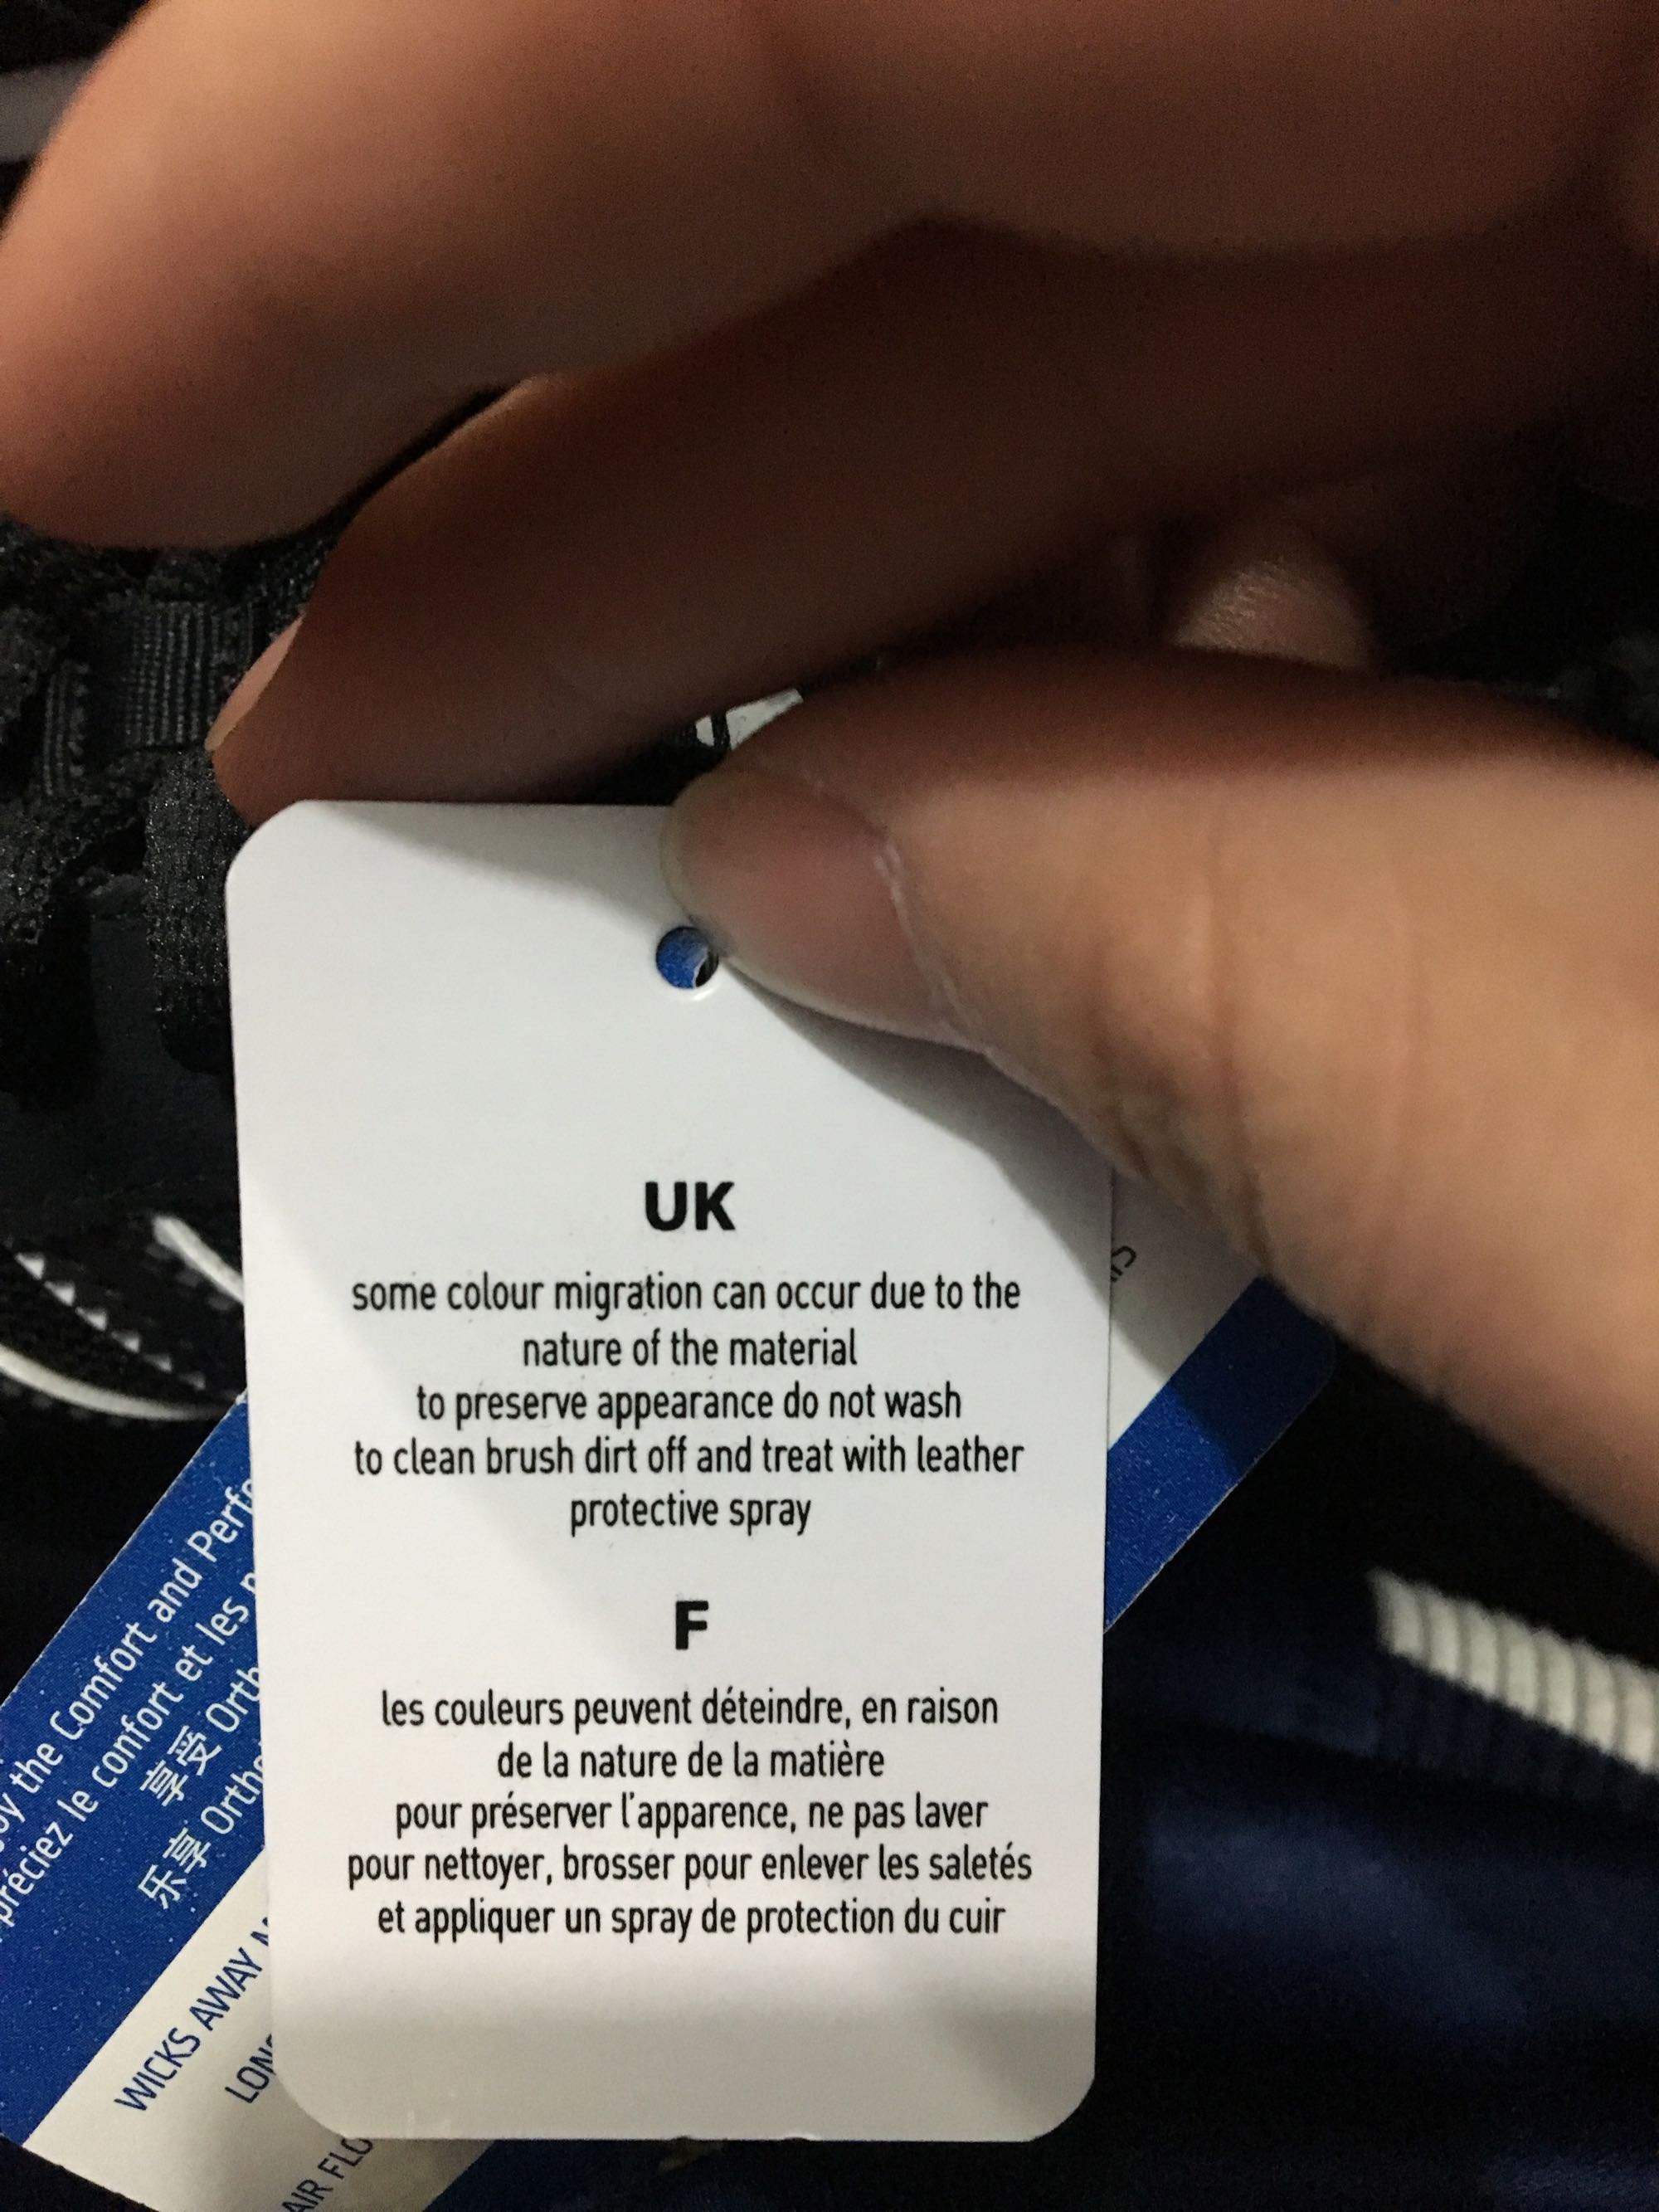 UK
some colour migration can occur due to the
nature of the material
to preserve appearance do not wash
to clean brush dirt off and treat with leather
protective spray
F
les couleurs peuvent déteindre, en raison
de la nature de la matière
pour préserver l'apparence, ne pas laver
pour nettoyer, brosser pour enlever les saletés
et appliquer un spray de protection du cuir
the Comfort and
le confort et les
享受
乐享
WICKS AWAY
AIR